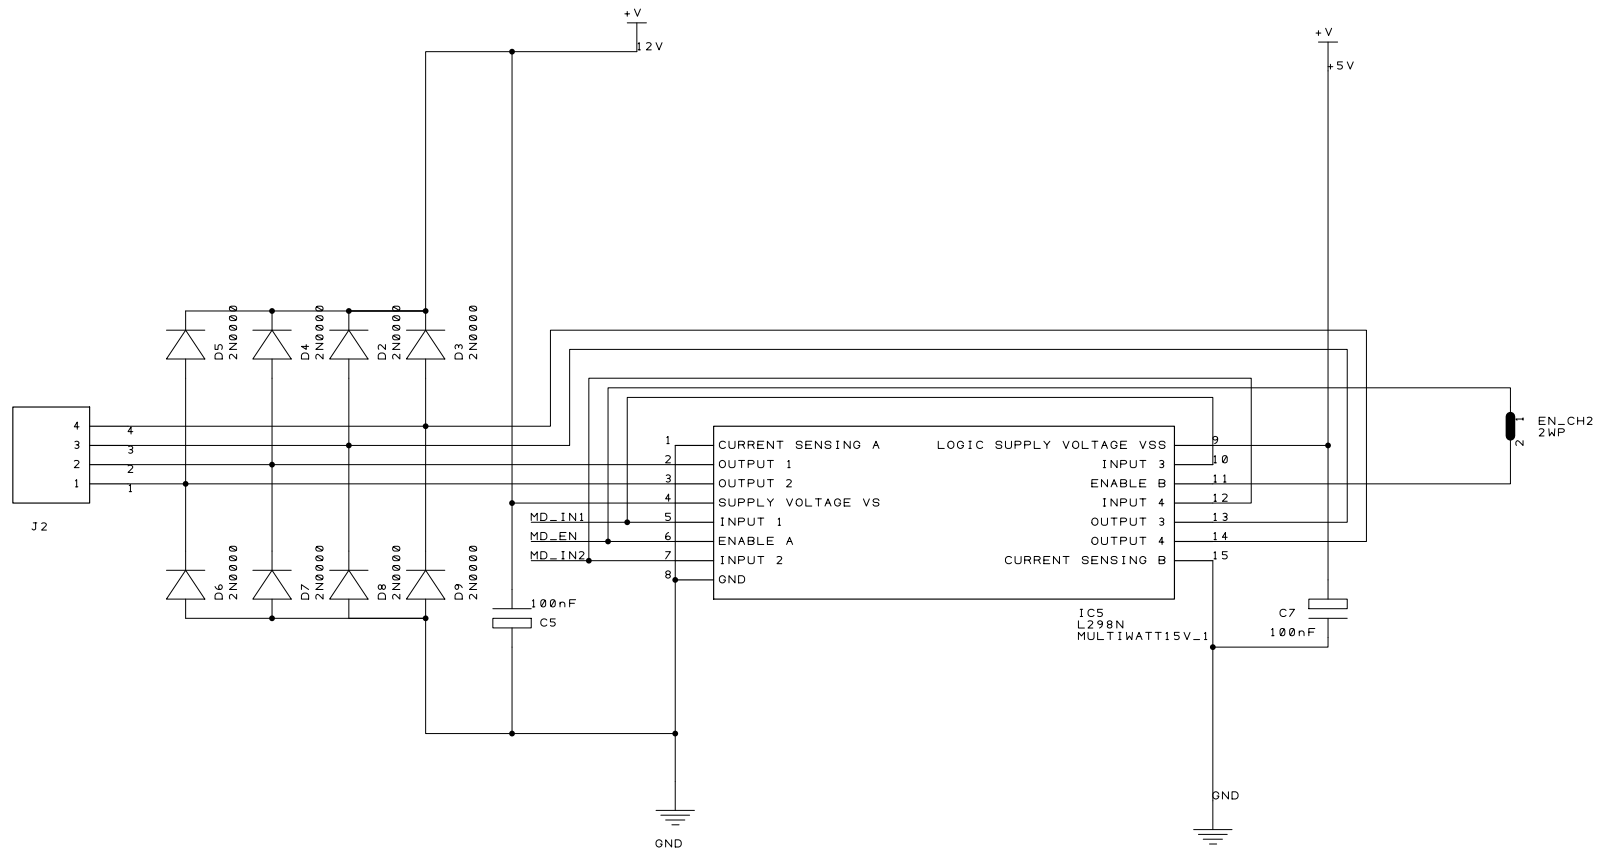 +V
12V
+V
+5V
D5
2N0000
D4
2N0000
D2
2N0000
D3
2N0000
4
3
2
1
4
3
2
1
J2
D6
2N0000
D7
2N0000
D8
2N0000
D9
2N0000
100nF
C5
MD_IN1
MD_EN
MD_IN2
1 CURRENT SENSING A
2 OUTPUT 1
3 OUTPUT 2
4 SUPPLY VOLTAGE VS
5 INPUT 1
6 ENABLE A
7 INPUT 2
8 GND
LOGIC SUPPLY VOLTAGE VSS 9
INPUT 3 10
ENABLE B 11
INPUT 4 12
OUTPUT 3 13
OUTPUT 4 14
CURRENT SENSING B 15
IC5
L298N
MULTIWATT15V_1
C7
100nF
1
2
EN_CH2
2WP
GND
GND